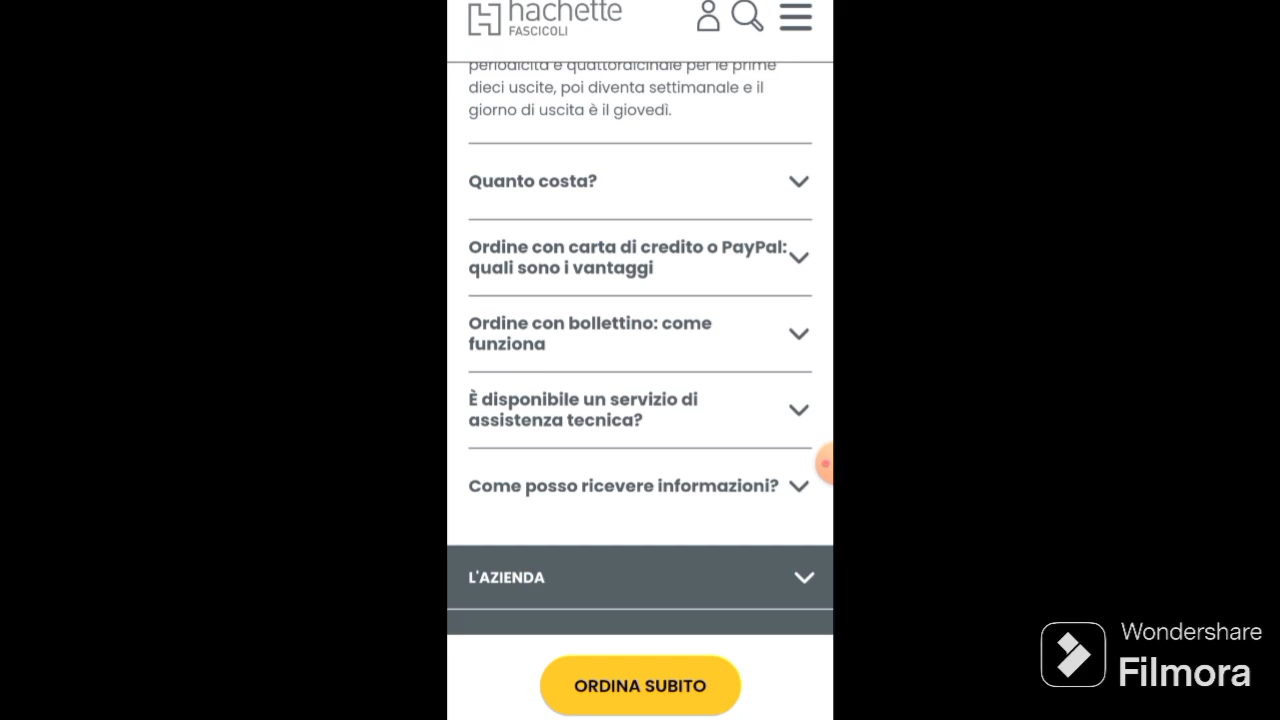 hachette
FASCICOLI
periodicità è quattordicinale per le prime
dieci uscite, poi diventa settimanale e il
giorno di uscita è il giovedì.
Quanto costa?
Ordine con carta di credito o PayPal:
quali sono i vantaggi
Ordine con bollettino: come
funziona
È disponibile un servizio di
assistenza tecnica?
Come posso ricevere informazioni?
L'AZIENDA
ORDINA SUBITO
Wondershare
Filmora